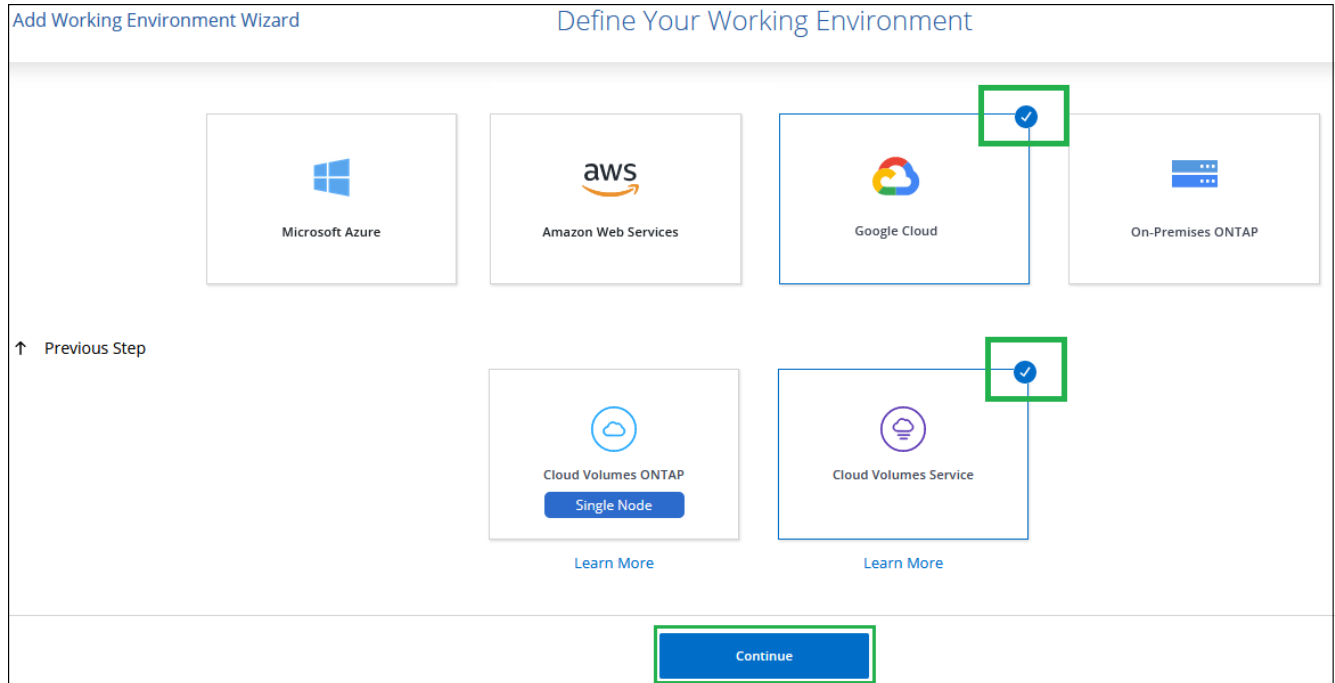 Add Working Environment Wizard
Define Your Working Environment
aws
Microsoft Azure
Amazon Web Services
Google Cloud
On-Premises ONTAP
Previous Step
Cloud Volumes ONTAP
Single Node
Cloud Volumes Service
Learn More
Learn More
Continue